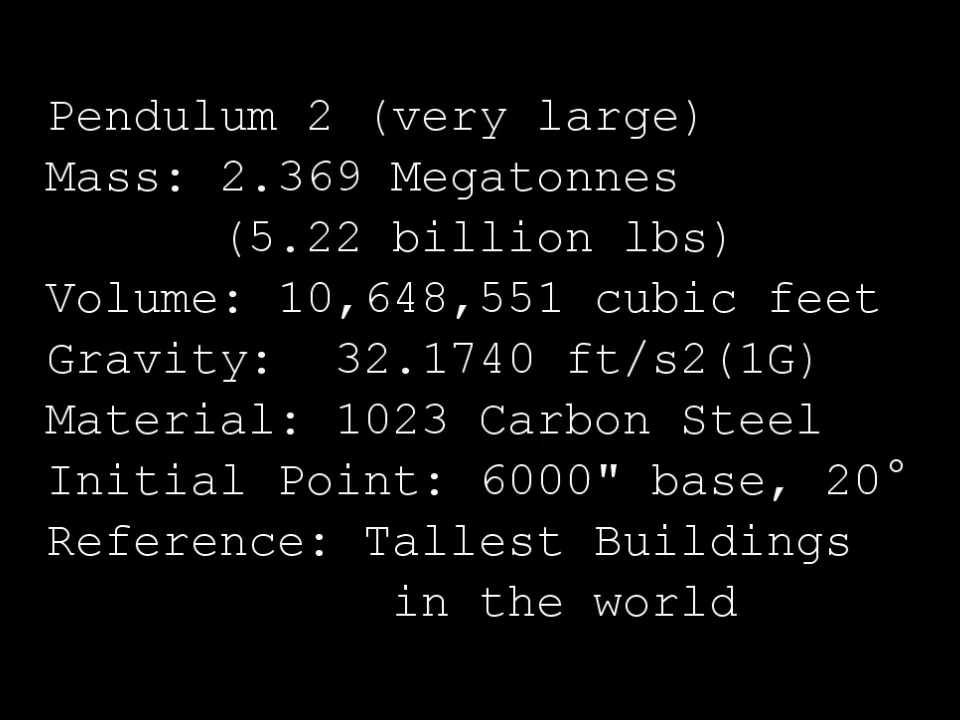 Pendulum 2 (very large)
Mass: 2.369 Megatonnes
(5.22 billion lbs)
Volume: 10,648,551 cubic feet
Gravity: 32.1740 ft/s2(1G)
Material: 1023 Carbon Steel
Initial Point: 6000" base, 20°
Reference: Tallest Buildings
in the world